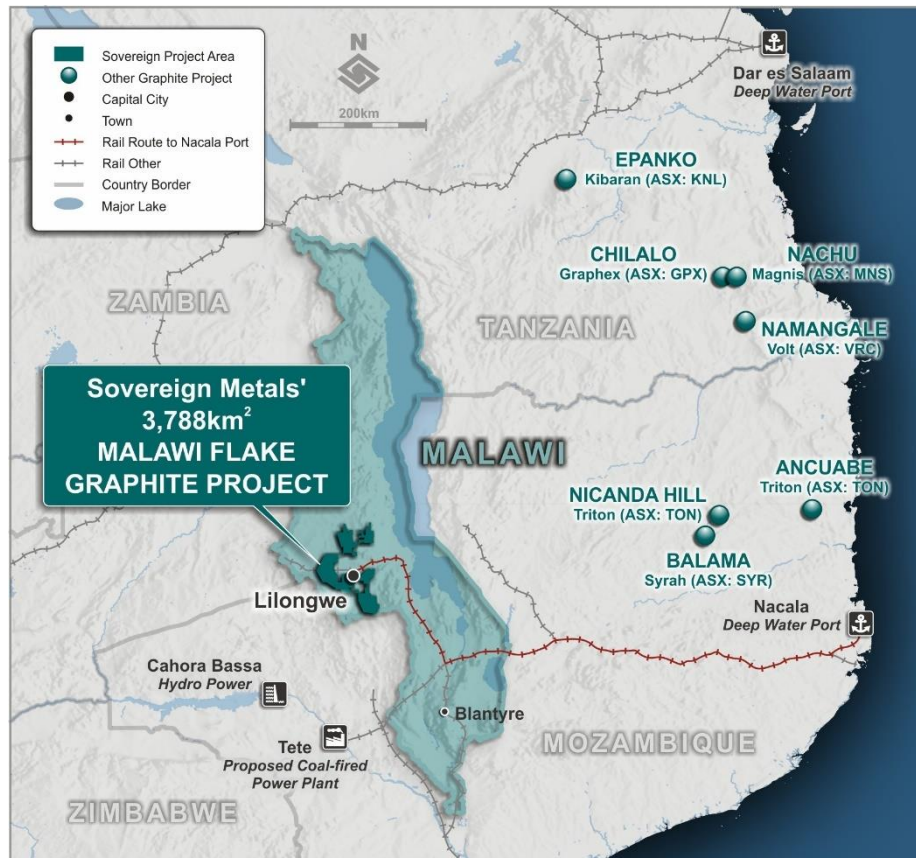 Sovereign Project Area
Other Graphite Project
Capital City
Town
Rail Route to Nacala Port
Rail Other
Country Border
Major Lake
N
200km
Dar es Salaam
Deep Water Port
EPANKO
Kibaran (ASX: KNL)
CHILALO
Graphex (ASX: GPX)
NACHU
Magnis (ASX: MNS)
ZAMBIA
TANZANIA
NAMANGALE
Volt (ASX: VRC)
Sovereign Metals'
3,788km²
MALAWI FLAKE
GRAPHITE PROJECT
MALAWI
ANCUABE
Triton (ASX: TON)
NICANDA HILL
Triton (ASX: TON)
BALAMA
Syrah (ASX: SYR)
Lilongwe
Nacala
Deep Water Port
Cahora Bassa
Hydro Power
Blantyre
Tete
Proposed Coal-fired
Power Plant
MOZAMBIQUE
ZIMBABWE